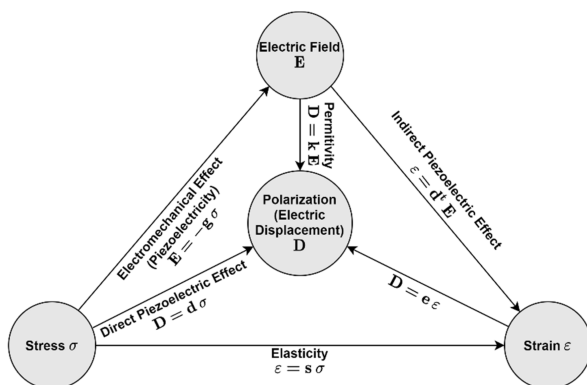 Electric Field
E
Electromechanical Effect
(Piezoelectricity)
E = −g σ
Permitivity
D = k E
Indirect Piezoelectric Effect
ε = dᵗ E
Polarization
(Electric
Displacement)
D
Direct Piezoelectric Effect
D = d σ
D = e ε
Stress σ
Elasticity
ε = s σ
Strain ε